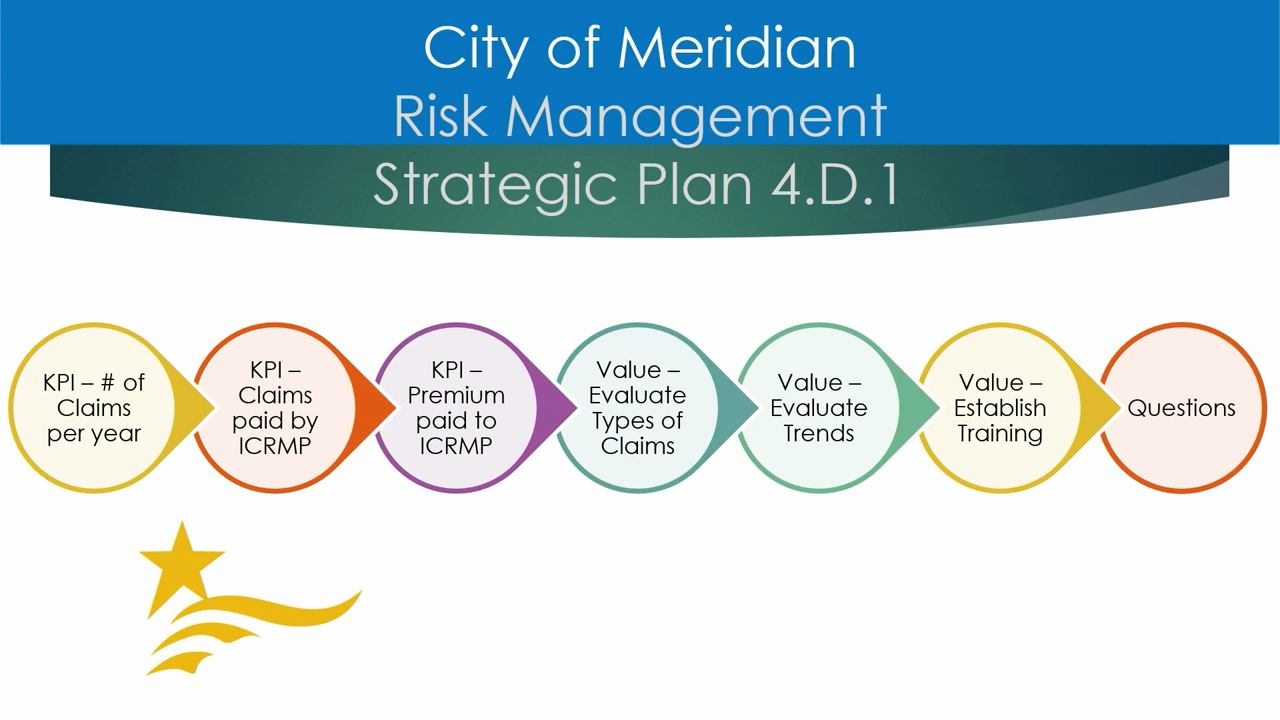 City of Meridian
Risk Management
Strategic Plan 4.D.1
KPI – # of
Claims
per year
KPI –
Claims
paid by
ICRMP
KPI –
Premium
paid to
ICRMP
Value –
Evaluate
Types of
Claims
Value –
Evaluate
Trends
Value –
Establish
Training
Questions